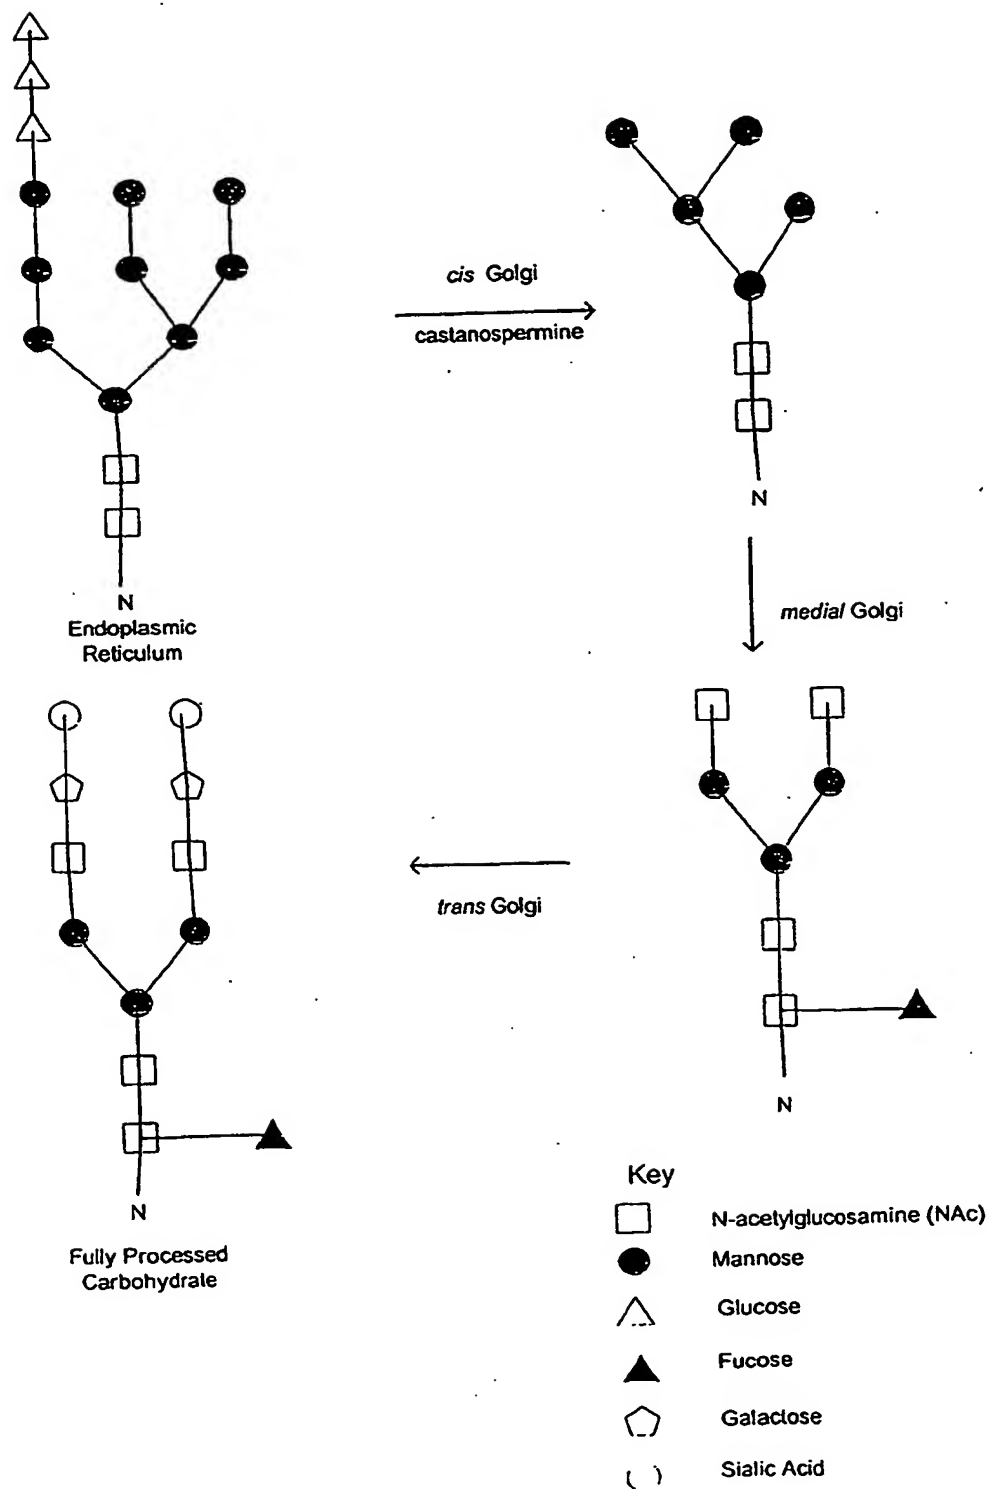 cis Golgi
castanospermine
N
Endoplasmic
Reticulum
N
medial Golgi
trans Golgi
N
Fully Processed
Carbohydrale
N
Key
N-acetylglucosamine (NAc)
Mannose
Glucose
Fucose
Galactose
Sialic Acid